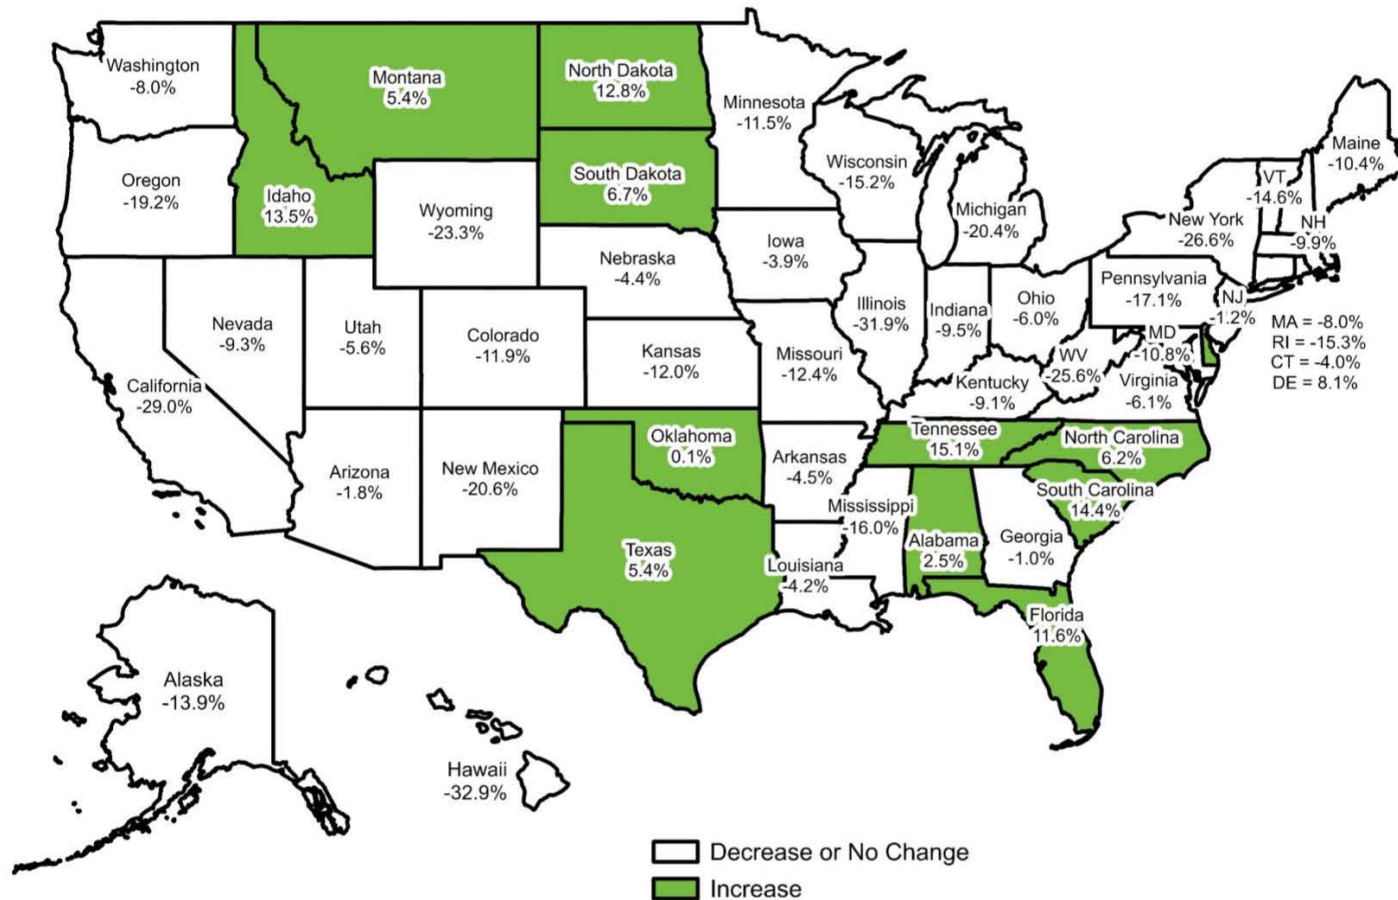 Washington
-8.0%
Montana
5.4%
North Dakota
12.8%
Minnesota
-11.5%
Maine
-10.4%
Oregon
-19.2%
Idaho
13.5%
Wyoming
-23.3%
South Dakota
6.7%
Wisconsin
-15.2%
Michigan
-20.4%
New York
-26.6%
VT
-14.6%
NH
-9.9%
Nebraska
-4.4%
Iowa
-3.9%
Illinois
-31.9%
Indiana
-9.5%
Ohio
-6.0%
Pennsylvania
-17.1%
NJ
-1.2%
MA = -8.0%
RI = -15.3%
CT = -4.0%
DE = 8.1%
Nevada
-9.3%
Utah
-5.6%
Colorado
-11.9%
Kansas
-12.0%
Missouri
-12.4%
Kentucky
-9.1%
WV
-25.6%
MD
-10.8%
Virginia
-6.1%
California
-29.0%
Arizona
-1.8%
New Mexico
-20.6%
Oklahoma
0.1%
Arkansas
-4.5%
Tennessee
15.1%
North Carolina
6.2%
South Carolina
14.4%
Texas
5.4%
Louisiana
-4.2%
Mississippi
-16.0%
Alabama
2.5%
Georgia
-1.0%
Florida
11.6%
Alaska
-13.9%
Hawaii
-32.9%
Decrease or No Change
Increase